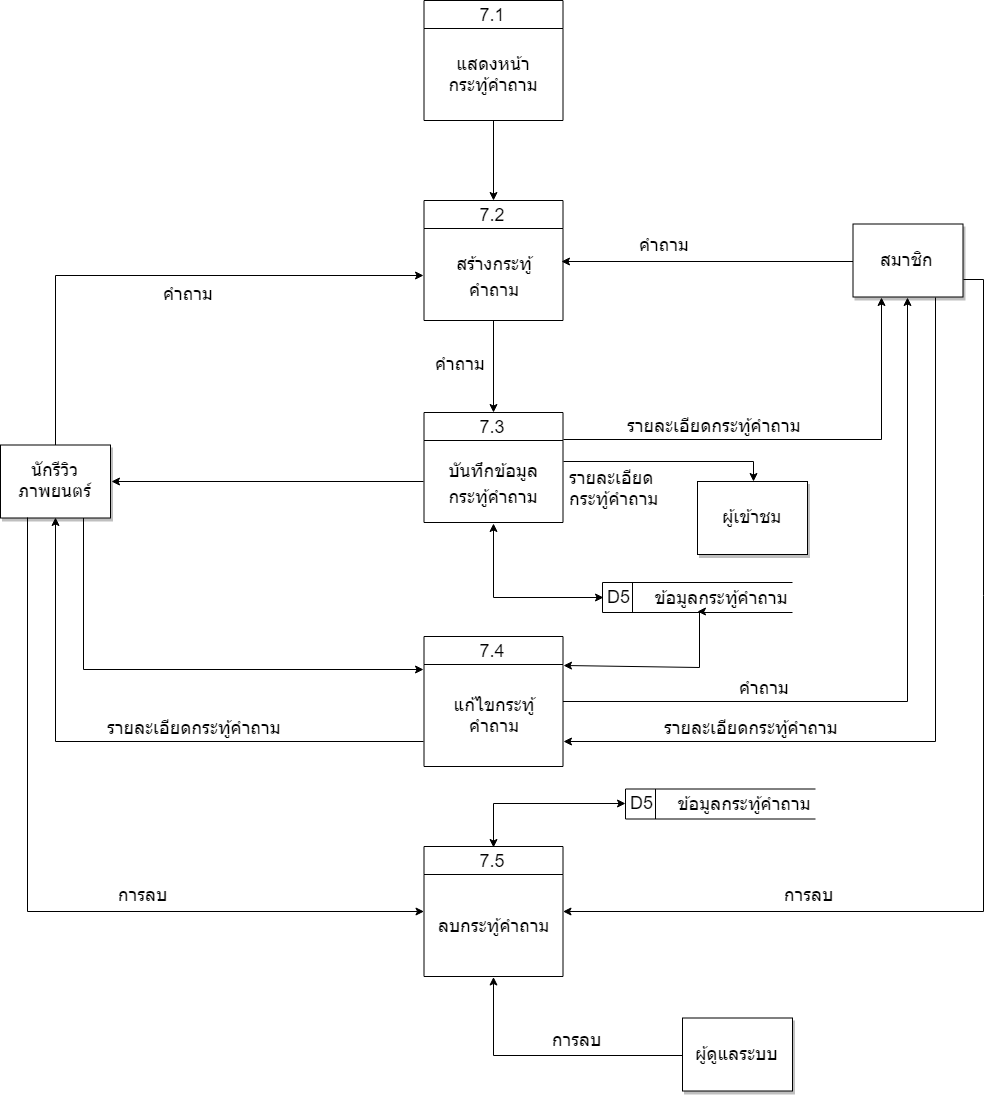 7.1
แสดงหน้า
กระทู้คำถาม
7.2
สร้างกระทู้
คำถาม
คำถาม
สมาชิก
คำถาม
คำถาม
7.3
บันทึกข้อมูล
กระทู้คำถาม
รายละเอียดกระทู้คำถาม
นักรีวิว
ภาพยนตร์
รายละเอียด
กระทู้คำถาม
ผู้เข้าชม
D5
ข้อมูลกระทู้คำถาม
7.4
แก้ไขกระทู้
คำถาม
คำถาม
รายละเอียดกระทู้คำถาม
รายละเอียดกระทู้คำถาม
D5
ข้อมูลกระทู้คำถาม
7.5
ลบกระทู้คำถาม
การลบ
การลบ
การลบ
ผู้ดูแลระบบ